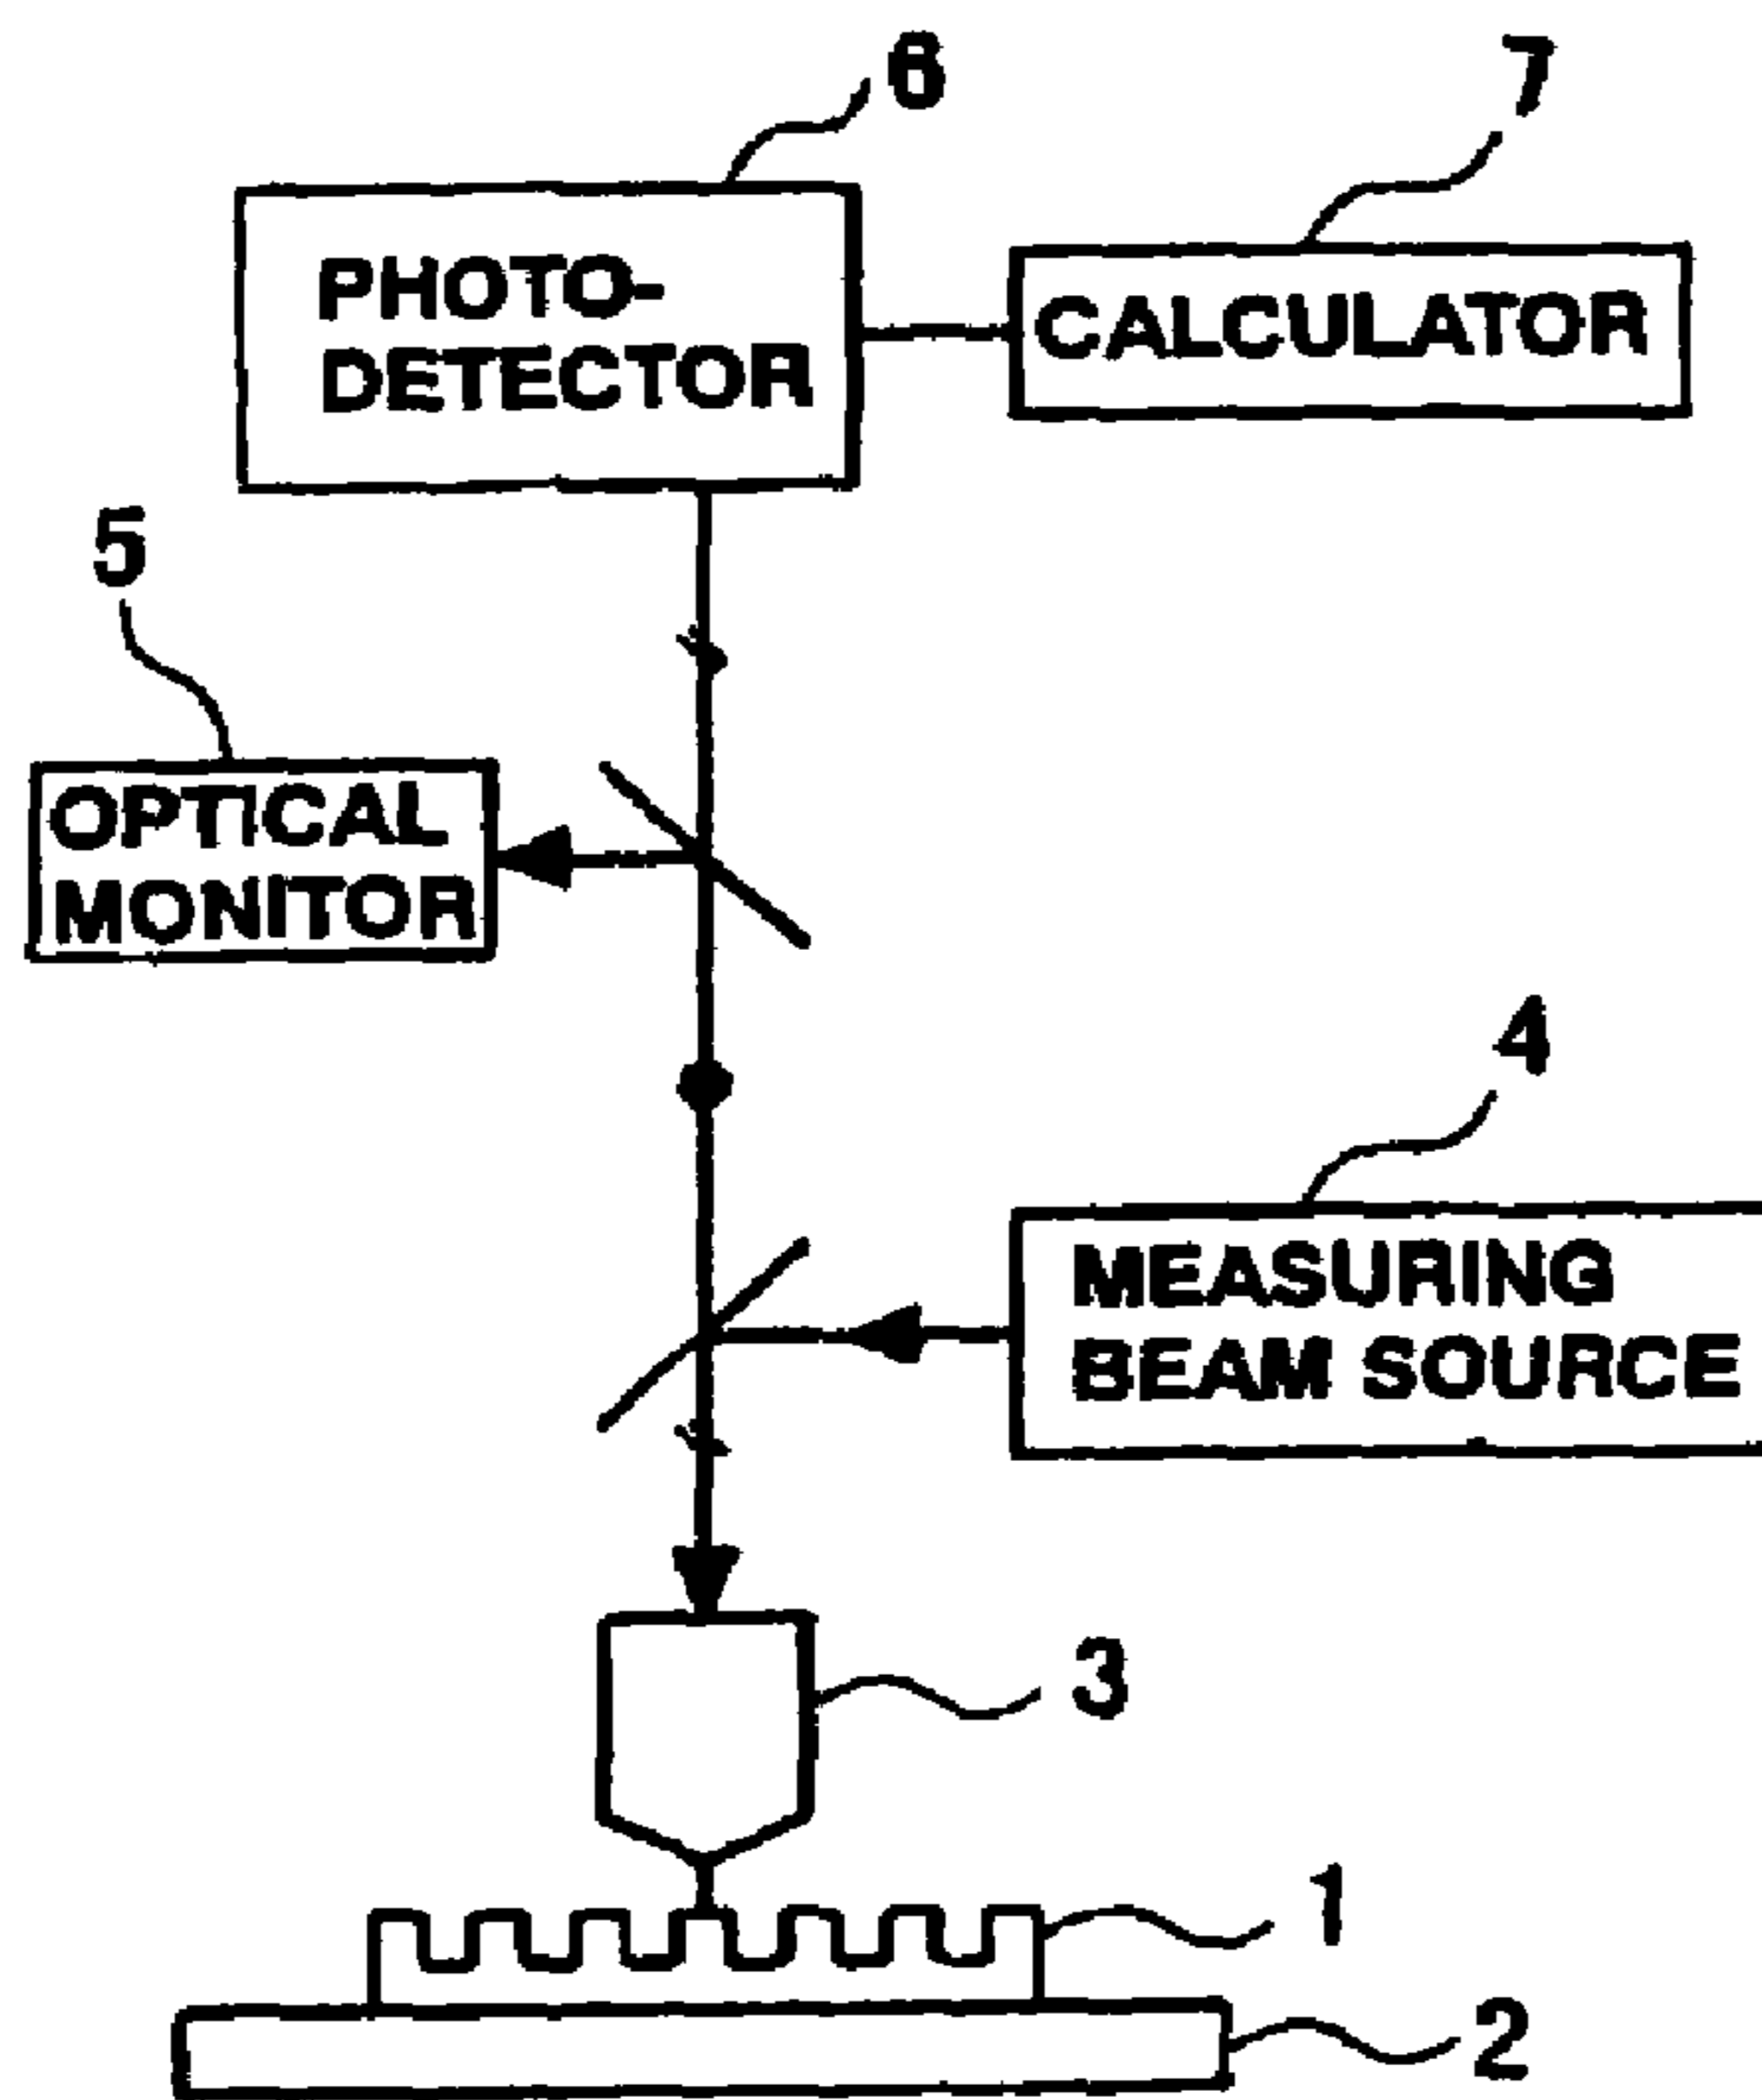 6
7
PHOTO-
DETECTOR
CALCULATOR
5
OPTICAL
MONITOR
4
MEASURING
BEAM SOURCE
3
1
2